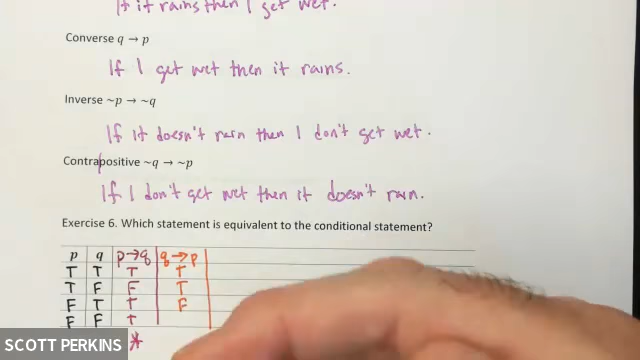 If it rains then I get wet.
Converse q → p
If I get wet then it rains.
Inverse ~p → ~q
If it doesn't rain then I don't get wet.
Contrapositive ~q → ~p
If I don't get wet then it doesn't rain.
Exercise 6. Which statement is equivalent to the conditional statement?
p q p→q q→p
T T T T
T F F T
F T T F
F F T
*
SCOTT PERKINS